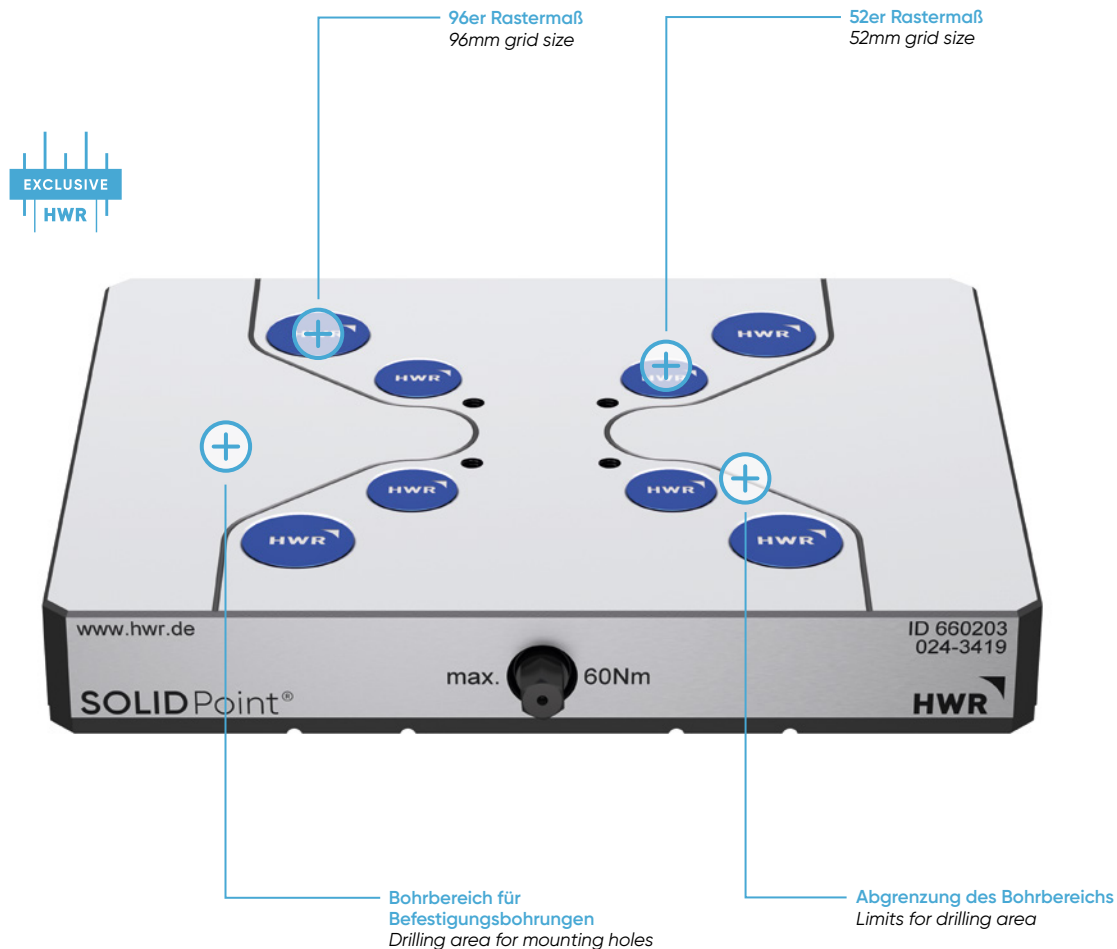 96er Rastermaß
96mm grid size
52er Rastermaß
52mm grid size
EXCLUSIVE
HWR
HWR
HWR
HWR
HWR
HWR
HWR
HWR
www.hwr.de
ID 660203
024-3419
max.
60Nm
SOLIDPoint®
HWR
Bohrbereich für
Befestigungsbohrungen
Drilling area for mounting holes
Abgrenzung des Bohrbereichs
Limits for drilling area